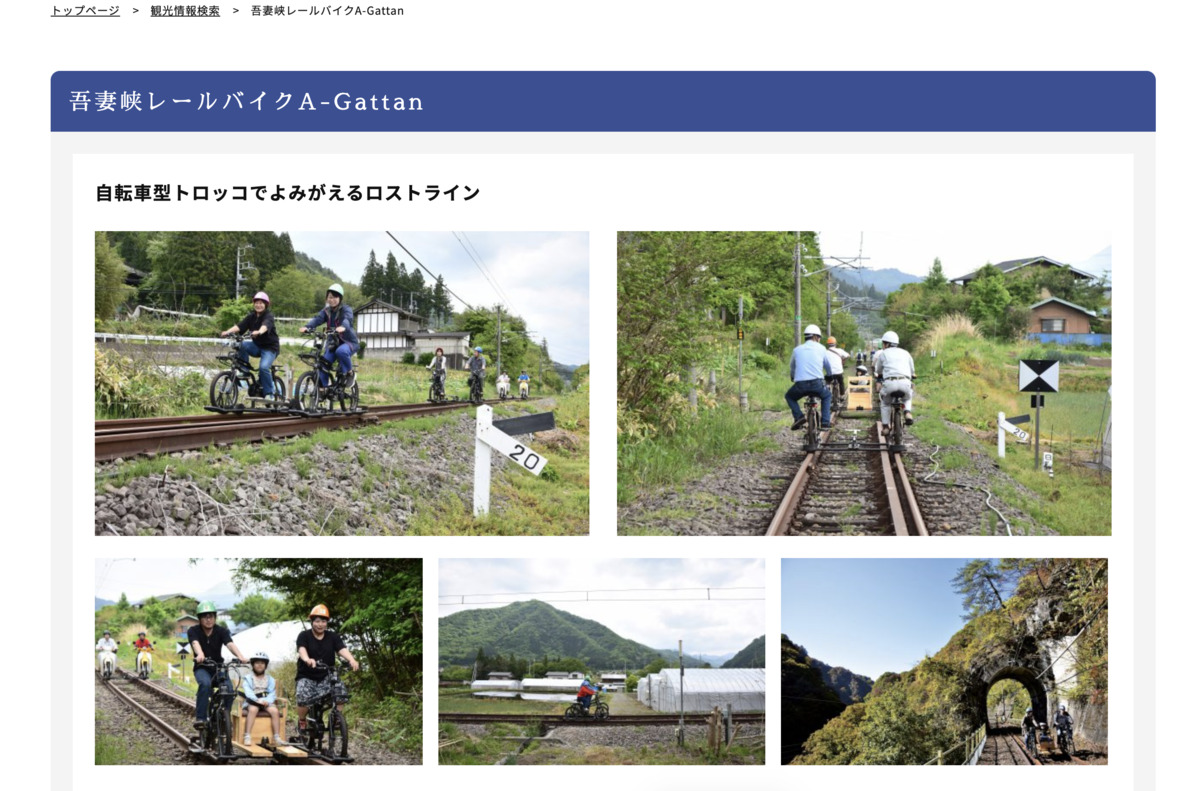 トップページ > 観光情報検索 > 吾妻峡レールバイクA-Gattan
吾妻峡レールバイクA-Gattan
自転車型トロッコでよみがえるロストライン
20
20